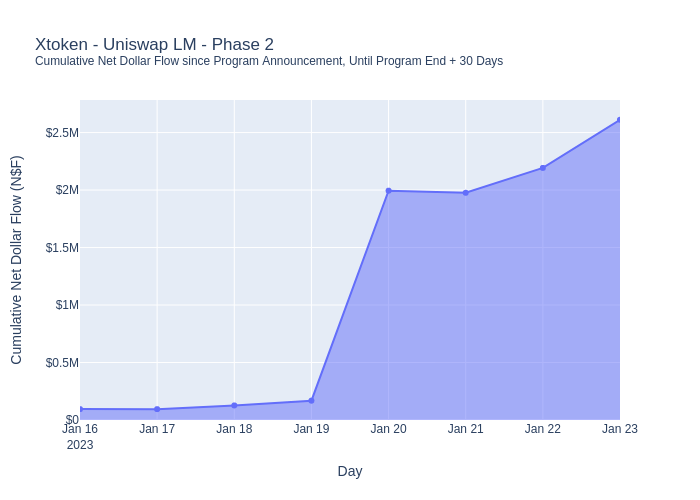 Xtoken - Uniswap LM - Phase 2
Cumulative Net Dollar Flow since Program Announcement, Until Program End + 30 Days
Cumulative Net Dollar Flow (N$F)
$2.5M
$2M
$1.5M
$1M
$0.5M
$0
Jan 16 Jan 17 Jan 18 Jan 19 Jan 20 Jan 21 Jan 22 Jan 23
2023
Day